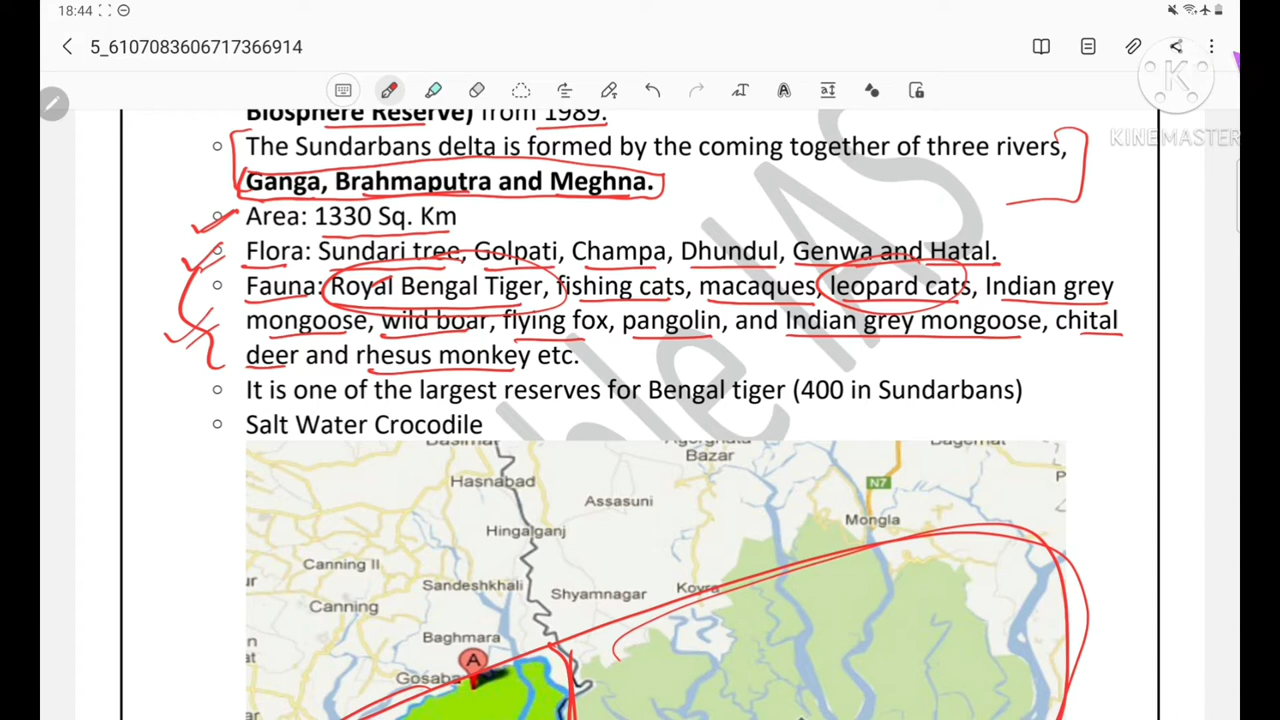 18:44
5_6107083606717366914
KINEMASTER
Biosphere Reserve) from 1989.
The Sundarbans delta is formed by the coming together of three rivers,
Ganga, Brahmaputra and Meghna.
Area: 1330 Sq. Km
Flora: Sundari tree, Golpati, Champa, Dhundul, Genwa and Hatal.
Fauna: Royal Bengal Tiger, fishing cats, macaques, leopard cats, Indian grey
mongoose, wild boar, flying fox, pangolin, and Indian grey mongoose, chital
deer and rhesus monkey etc.
It is one of the largest reserves for Bengal tiger (400 in Sundarbans)
Salt Water Crocodile
Bazar
Hasnabad
N7
Assasuni
Mongla
Hingalganj
Canning II
Sandeshkhali
Koyra
Shyamnagar
Canning
Baghmara
A
Gosaba